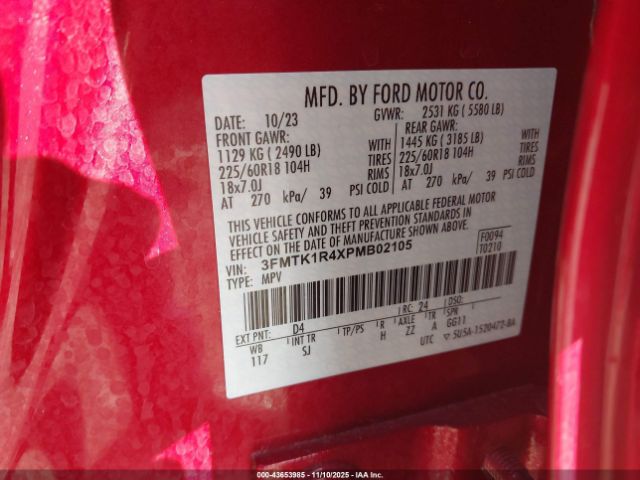 MFD. BY FORD MOTOR CO.
DATE: 10/23 GVWR: 2531 KG ( 5580 LB)
FRONT GAWR: REAR GAWR:
1129 KG ( 2490 LB) WITH 1445 KG ( 3185 LB) WITH
225/60R18 104H TIRES 225/60R18 104H TIRES
18x7.0J RIMS 18x7.0J RIMS
AT 270 kPa/ 39 PSI COLD AT 270 kPa/ 39 PSI COLD
THIS VEHICLE CONFORMS TO ALL APPLICABLE FEDERAL MOTOR
VEHICLE SAFETY AND THEFT PREVENTION STANDARDS IN
EFFECT ON THE DATE OF MANUFACTURE SHOWN ABOVE.
VIN: 3FMTK1R4XPMB02105 F0094
TYPE: MPV T0210
EXT PNT: D4 RC: 24 DSO:
WB INT TR TP/PS R AXLE TR SPR
117 SJ H ZZ A GG11
UTC ▽ 5U5A-1520472-BA
00-43653985 - 11/10/2025 - IAAI. Inc.